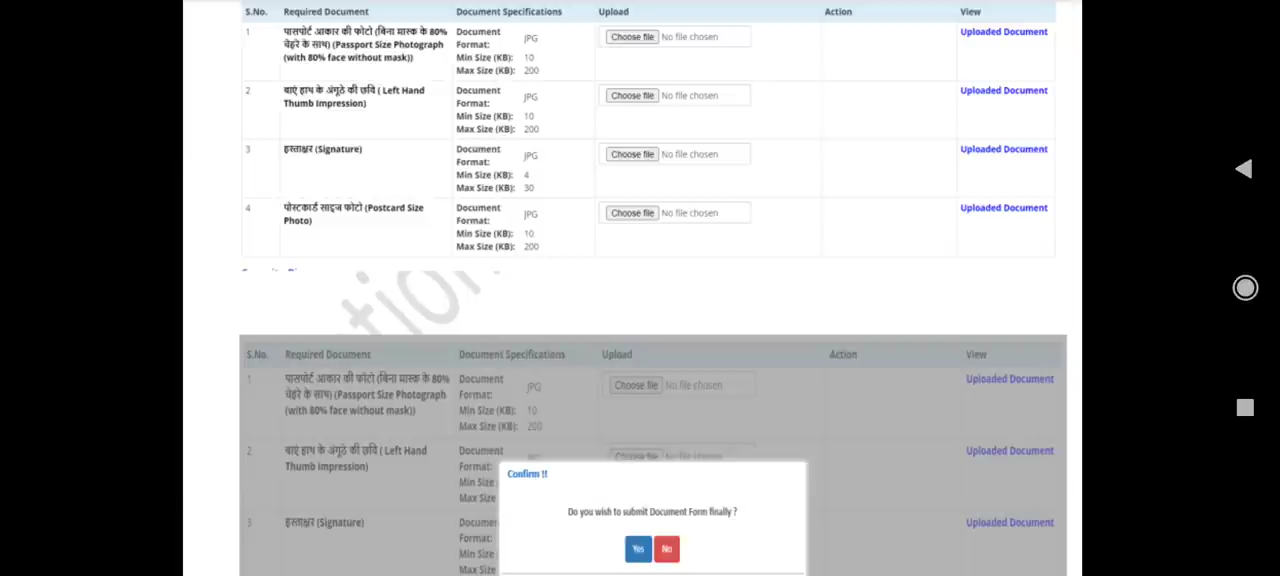 S.No. Required Document Document Specifications Upload Action View
1 पासपोर्ट आकार की फोटो (बिना मास्क के 80% Document Format: JPG Choose file No file chosen Uploaded Document
चेहरे के साथ) (Passport Size Photograph
(with 80% face without mask)) Min Size (KB): 10
Max Size (KB): 200
2 बाएं हाथ के अंगूठे की छवि ( Left Hand Document Format: JPG Choose file No file chosen Uploaded Document
Thumb Impression) Min Size (KB): 10
Max Size (KB): 200
3 हस्ताक्षर (Signature) Document Format: JPG Choose file No file chosen Uploaded Document
Min Size (KB): 4
Max Size (KB): 30
4 पोस्टकार्ड साइज फोटो (Postcard Size Document Format: JPG Choose file No file chosen Uploaded Document
Photo) Min Size (KB): 10
Max Size (KB): 200
S.No. Required Document Document Specifications Upload Action View
1 पासपोर्ट आकार की फोटो (बिना मास्क के 80% Document Format: JPG Choose file No file chosen Uploaded Document
चेहरे के साथ) (Passport Size Photograph
(with 80% face without mask)) Min Size (KB): 10
Max Size (KB): 200
2 बाएं हाथ के अंगूठे की छवि ( Left Hand Document Choose file No file chosen Uploaded Document
Thumb Impression) Format:
Min Size
Max Size
Confirm !!
Do you wish to submit Document Form finally ?
3 हस्ताक्षर (Signature) Uploaded Document
Format:
Min Size
Max Size
Yes No